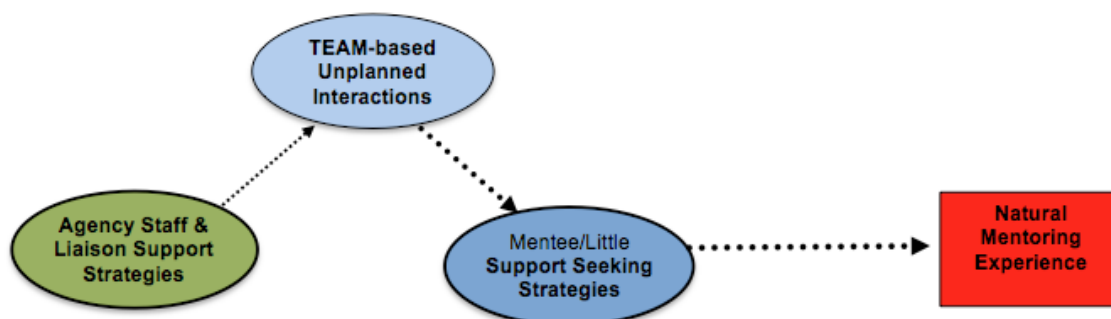 TEAM-based
Unplanned
Interactions
Agency Staff &
Liaison Support
Strategies
Mentee/Little
Support Seeking
Strategies
Natural
Mentoring
Experience